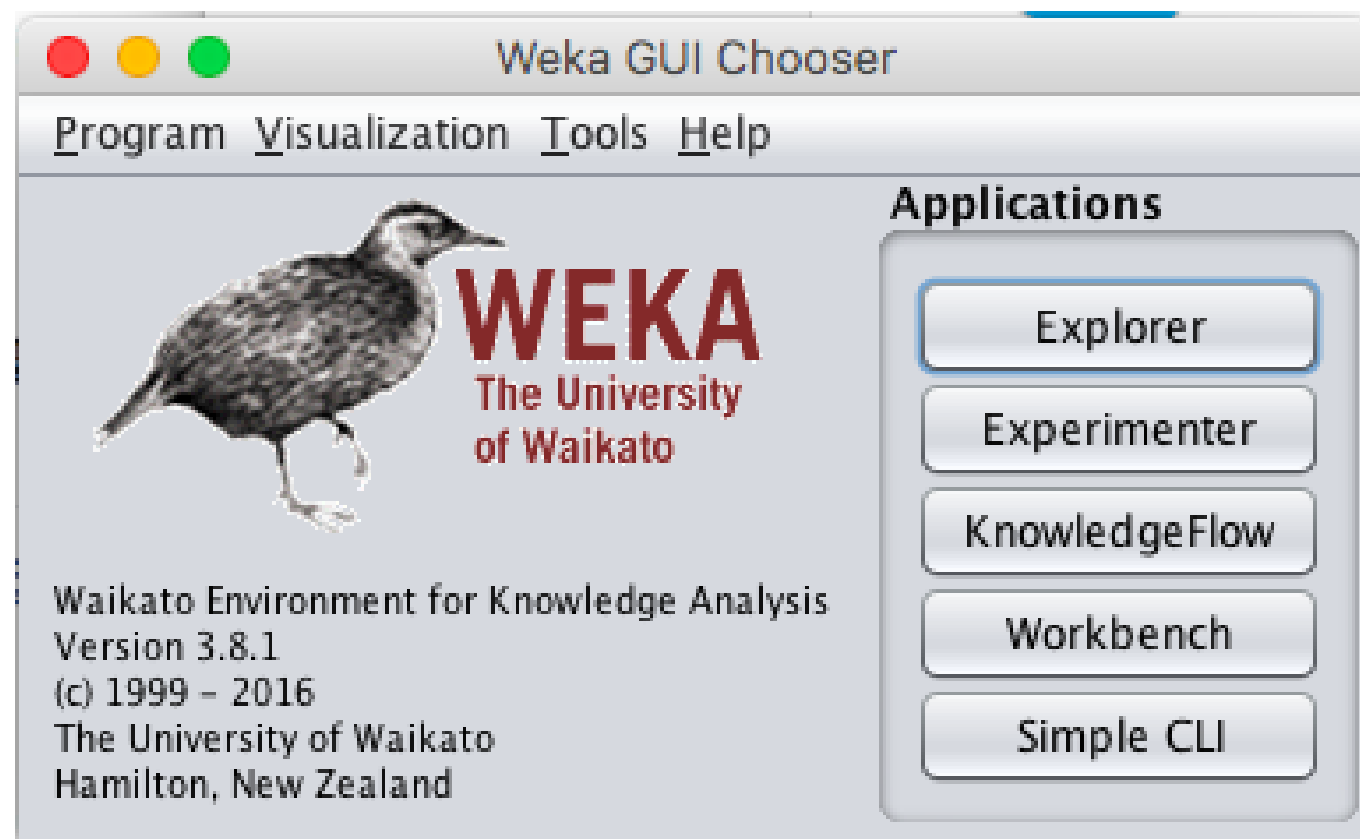 Weka GUI Chooser
Program Visualization Tools Help
WEKA
The University
of Waikato
Waikato Environment for Knowledge Analysis
Version 3.8.1
(c) 1999 – 2016
The University of Waikato
Hamilton, New Zealand
Applications
Explorer
Experimenter
KnowledgeFlow
Workbench
Simple CLI